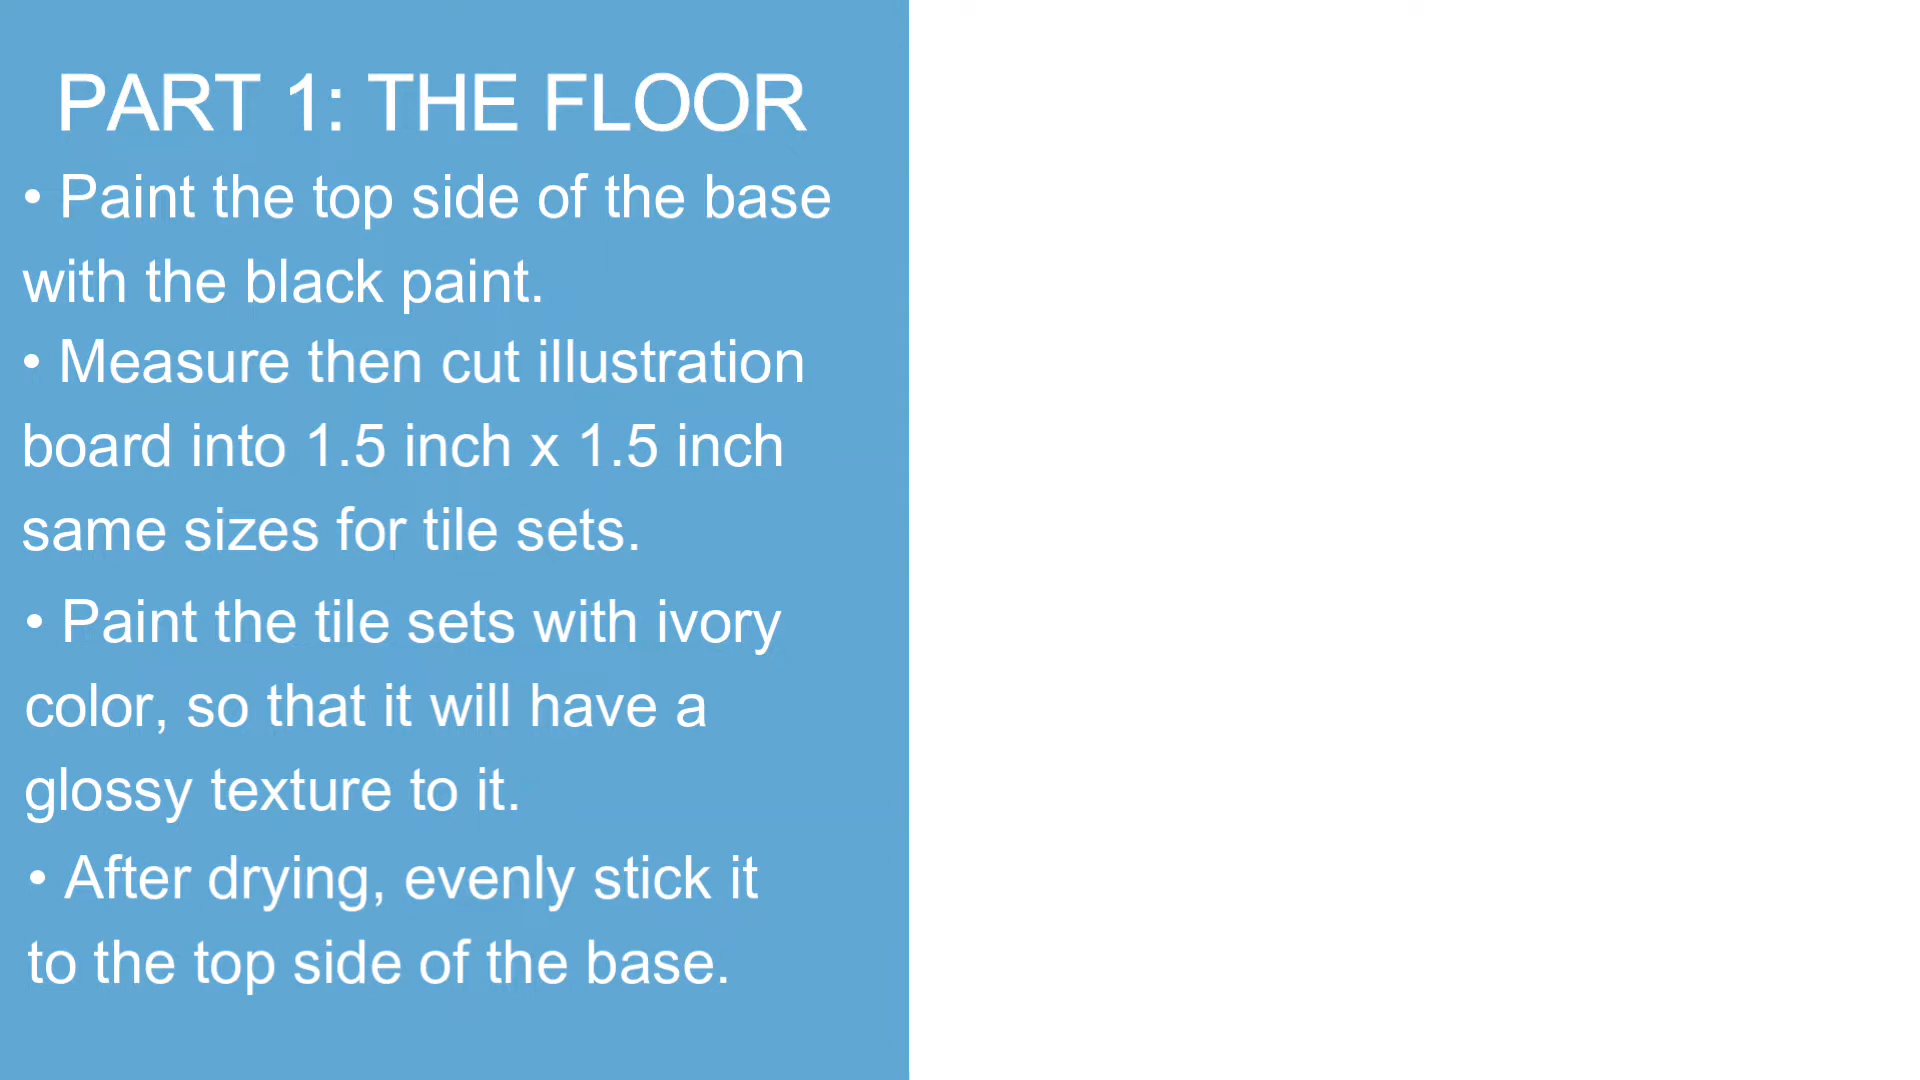 PART 1: THE FLOOR
• Paint the top side of the base
with the black paint.
• Measure then cut illustration
board into 1.5 inch x 1.5 inch
same sizes for tile sets.
• Paint the tile sets with ivory
color, so that it will have a
glossy texture to it.
• After drying, evenly stick it
to the top side of the base.